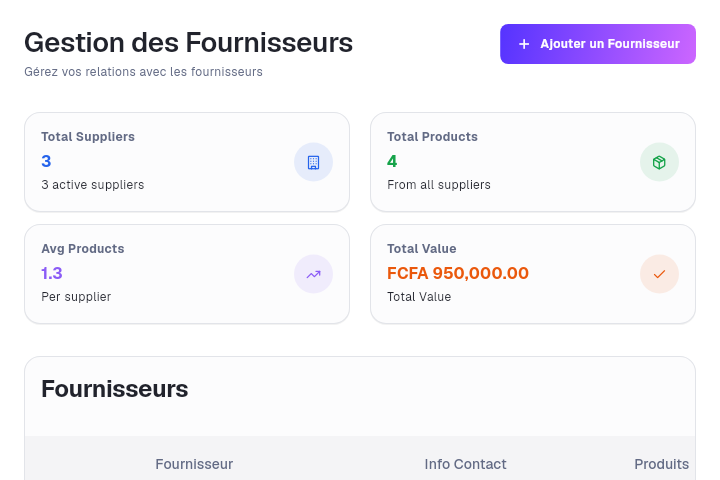 Gestion des Fournisseurs
Gérez vos relations avec les fournisseurs
Ajouter un Fournisseur
Total Suppliers
3
3 active suppliers
Total Products
4
From all suppliers
Avg Products
1.3
Per supplier
Total Value
FCFA 950,000.00
Total Value
Fournisseurs
Fournisseur Info Contact Produits